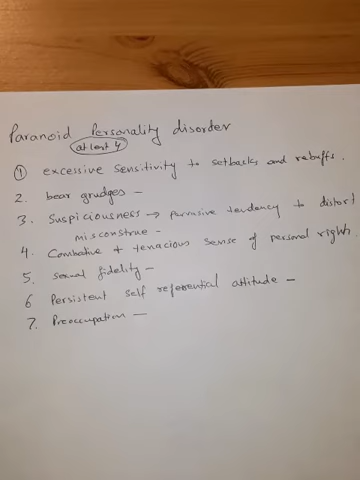 Paranoid Personality disorder
at least 4
① excessive sensitivity to setbacks and rebuffs.
2. bear grudges -
3. Suspiciousness → pervasive tendency to distort
misconstrue -
4. Combative + tenacious sense of personal rights.
5. Sexual fidelity -
6 Persistent self referential attitude -
7. Preoccupation -